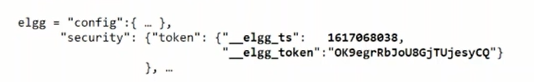 elgg = "config":{ … },
"security": {"token": {"__elgg_ts": 1617068038,
"__elgg_token":"OK9egrRbJoU8GjTUjesyCQ"}
}, …